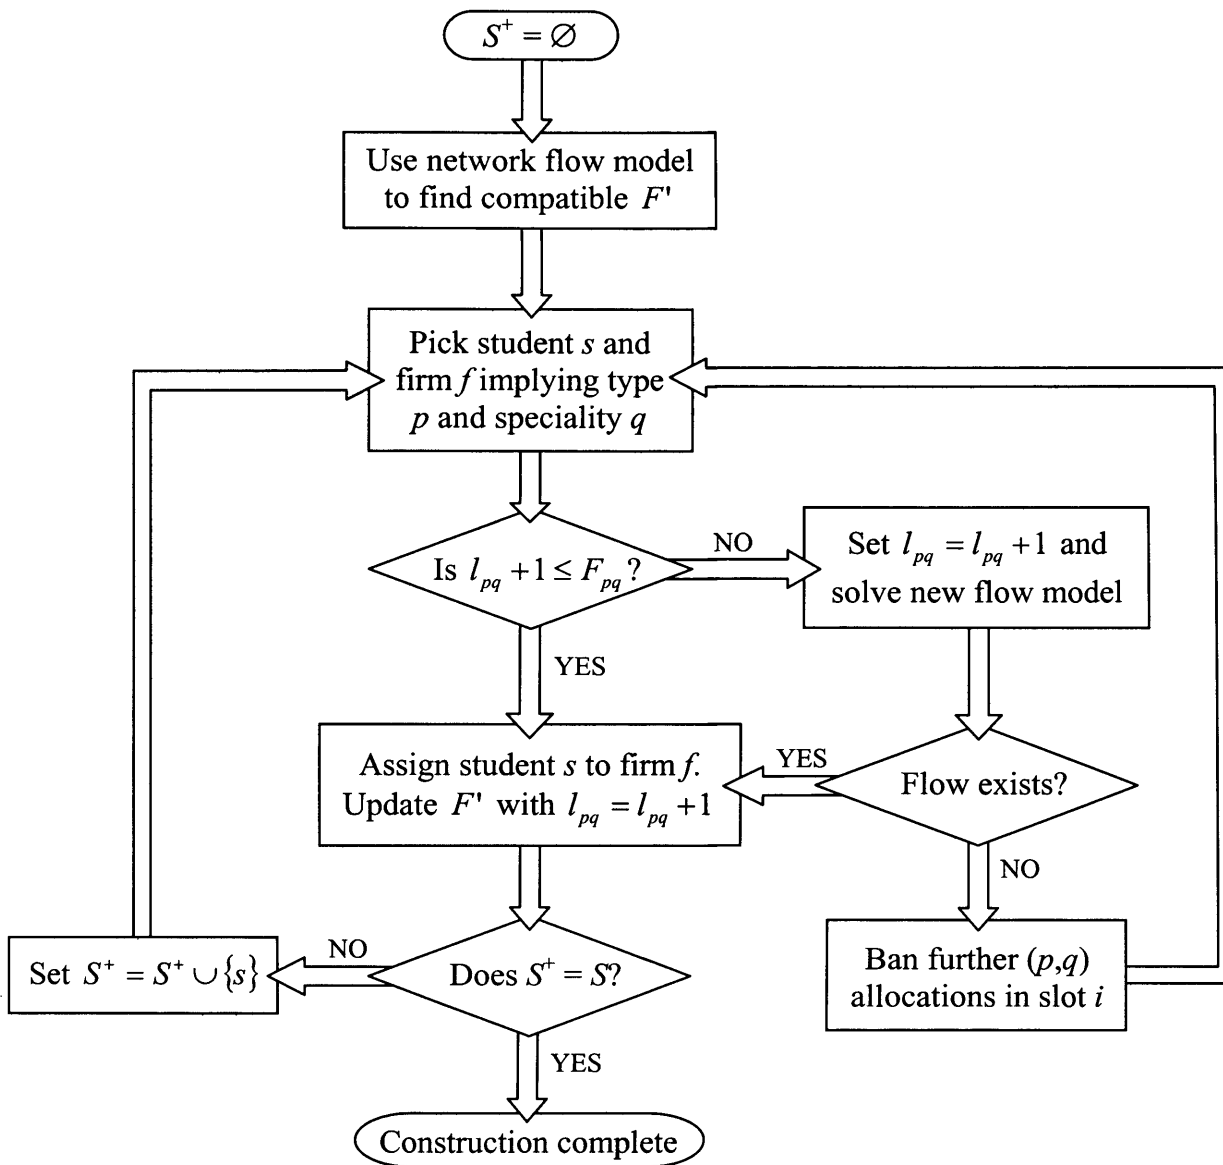 S⁺ = ∅
Use network flow model
to find compatible F'
Pick student s and
firm f implying type
p and speciality q
Is l_pq + 1 ≤ F_pq ?
NO
Set l_pq = l_pq + 1 and
solve new flow model
YES
Assign student s to firm f.
Update F' with l_pq = l_pq + 1
YES
Flow exists?
NO
Set S⁺ = S⁺ ∪ {s}
NO
Does S⁺ = S?
Ban further (p,q)
allocations in slot i
YES
Construction complete